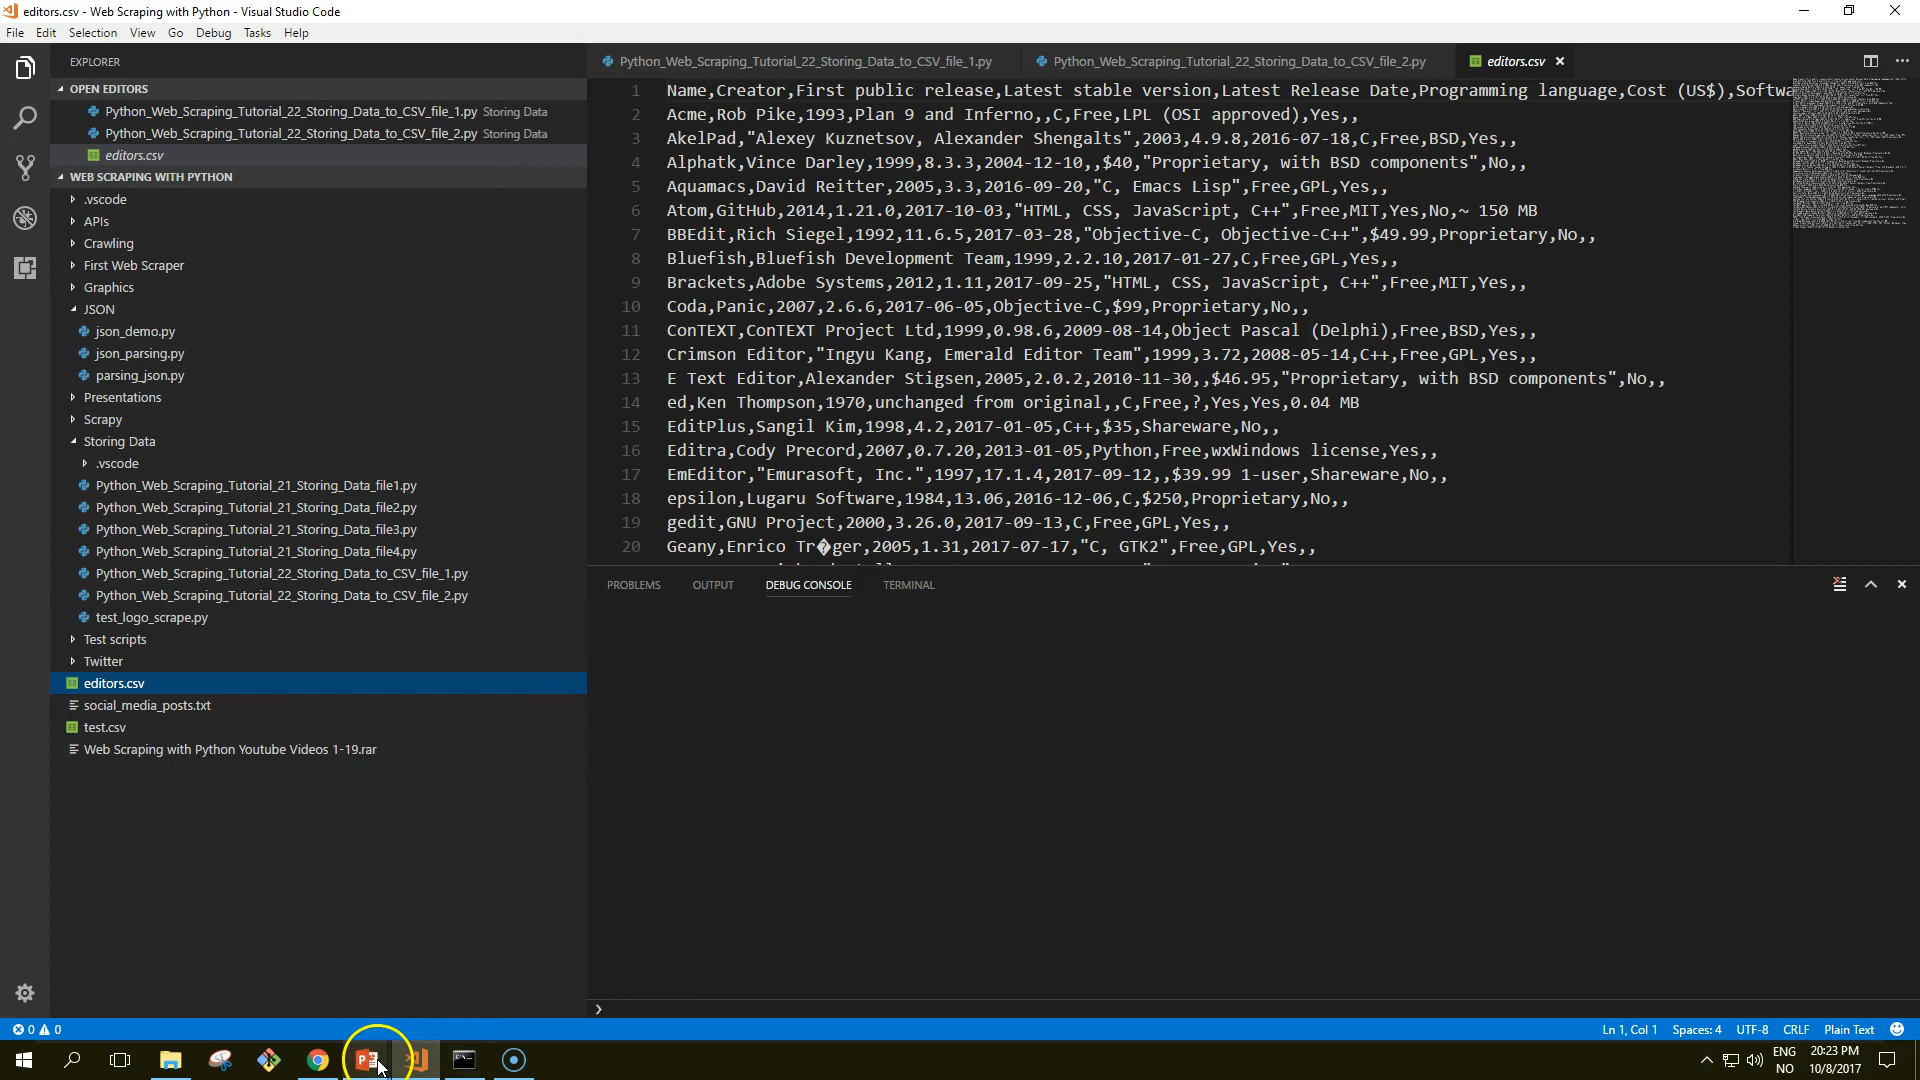 editors.csv - Web Scraping with Python - Visual Studio Code
File Edit Selection View Go Debug Tasks Help
EXPLORER
OPEN EDITORS
Python_Web_Scraping_Tutorial_22_Storing_Data_to_CSV_file_1.py Storing Data
Python_Web_Scraping_Tutorial_22_Storing_Data_to_CSV_file_2.py Storing Data
editors.csv
WEB SCRAPING WITH PYTHON
.vscode
APIs
Crawling
First Web Scraper
Graphics
JSON
json_demo.py
json_parsing.py
parsing_json.py
Presentations
Scrapy
Storing Data
.vscode
Python_Web_Scraping_Tutorial_21_Storing_Data_file1.py
Python_Web_Scraping_Tutorial_21_Storing_Data_file2.py
Python_Web_Scraping_Tutorial_21_Storing_Data_file3.py
Python_Web_Scraping_Tutorial_21_Storing_Data_file4.py
Python_Web_Scraping_Tutorial_22_Storing_Data_to_CSV_file_1.py
Python_Web_Scraping_Tutorial_22_Storing_Data_to_CSV_file_2.py
test_logo_scrape.py
Test scripts
Twitter
editors.csv
social_media_posts.txt
test.csv
Web Scraping with Python Youtube Videos 1-19.rar
Python_Web_Scraping_Tutorial_22_Storing_Data_to_CSV_file_1.py Python_Web_Scraping_Tutorial_22_Storing_Data_to_CSV_file_2.py editors.csv
1 Name,Creator,First public release,Latest stable version,Latest Release Date,Programming language,Cost (US$),Softwa
2 Acme,Rob Pike,1993,Plan 9 and Inferno,,C,Free,LPL (OSI approved),Yes,,
3 AkelPad,"Alexey Kuznetsov, Alexander Shengalts",2003,4.9.8,2016-07-18,C,Free,BSD,Yes,,
4 Alphatk,Vince Darley,1999,8.3.3,2004-12-10,,$40,"Proprietary, with BSD components",No,,
5 Aquamacs,David Reitter,2005,3.3,2016-09-20,"C, Emacs Lisp",Free,GPL,Yes,,
6 Atom,GitHub,2014,1.21.0,2017-10-03,"HTML, CSS, JavaScript, C++",Free,MIT,Yes,No,~ 150 MB
7 BBEdit,Rich Siegel,1992,11.6.5,2017-03-28,"Objective-C, Objective-C++",$49.99,Proprietary,No,,
8 Bluefish,Bluefish Development Team,1999,2.2.10,2017-01-27,C,Free,GPL,Yes,,
9 Brackets,Adobe Systems,2012,1.11,2017-09-25,"HTML, CSS, JavaScript, C++",Free,MIT,Yes,,
10 Coda,Panic,2007,2.6.6,2017-06-05,Objective-C,$99,Proprietary,No,,
11 ConTEXT,ConTEXT Project Ltd,1999,0.98.6,2009-08-14,Object Pascal (Delphi),Free,BSD,Yes,,
12 Crimson Editor,"Ingyu Kang, Emerald Editor Team",1999,3.72,2008-05-14,C++,Free,GPL,Yes,,
13 E Text Editor,Alexander Stigsen,2005,2.0.2,2010-11-30,,$46.95,"Proprietary, with BSD components",No,,
14 ed,Ken Thompson,1970,unchanged from original,,C,Free,?,Yes,Yes,0.04 MB
15 EditPlus,Sangil Kim,1998,4.2,2017-01-05,C++,$35,Shareware,No,,
16 Editra,Cody Precord,2007,0.7.20,2013-01-05,Python,Free,wxWindows license,Yes,,
17 EmEditor,"Emurasoft, Inc.",1997,17.1.4,2017-09-12,,$39.99 1-user,Shareware,No,,
18 epsilon,Lugaru Software,1984,13.06,2016-12-06,C,$250,Proprietary,No,,
19 gedit,GNU Project,2000,3.26.0,2017-09-13,C,Free,GPL,Yes,,
20 Geany,Enrico Tr�ger,2005,1.31,2017-07-17,"C, GTK2",Free,GPL,Yes,,
PROBLEMS OUTPUT DEBUG CONSOLE TERMINAL
0 0
Ln 1, Col 1 Spaces: 4 UTF-8 CRLF Plain Text
ENG
NO
20:23 PM
10/8/2017